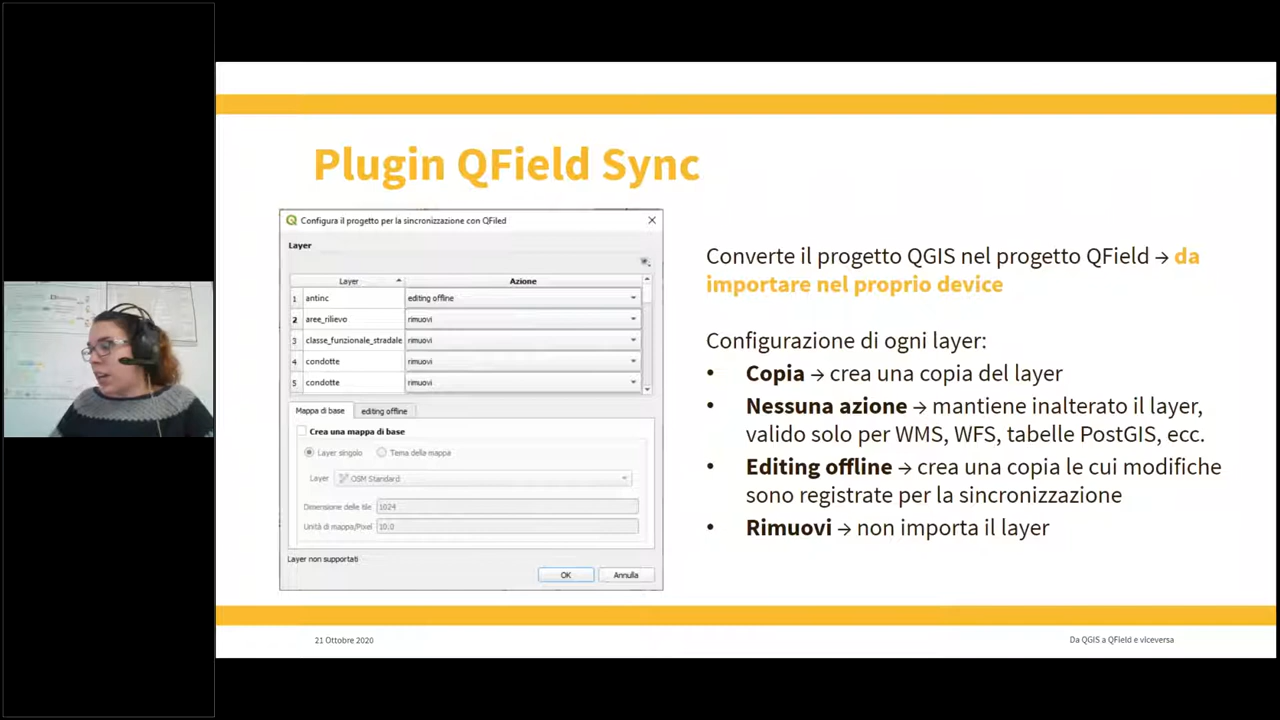 Plugin QField Sync
Configura il progetto per la sincronizzazione con QFiled
Layer
Layer Azione
1 antinc editing offline
2 aree_rilievo rimuovi
3 classe_funzionale_stradale rimuovi
4 condotte rimuovi
5 condotte rimuovi
Mappa di base editing offline
Crea una mappa di base
Layer singolo Tema della mappa
Layer OSM Standard
Dimensione delle tile 1024
Unità di mappa/Pixel 10.0
Layer non supportati
OK Annulla
Converte il progetto QGIS nel progetto QField → da
importare nel proprio device
Configurazione di ogni layer:
• Copia → crea una copia del layer
• Nessuna azione → mantiene inalterato il layer,
valido solo per WMS, WFS, tabelle PostGIS, ecc.
• Editing offline → crea una copia le cui modifiche
sono registrate per la sincronizzazione
• Rimuovi → non importa il layer
21 Ottobre 2020
Da QGIS a QField e viceversa